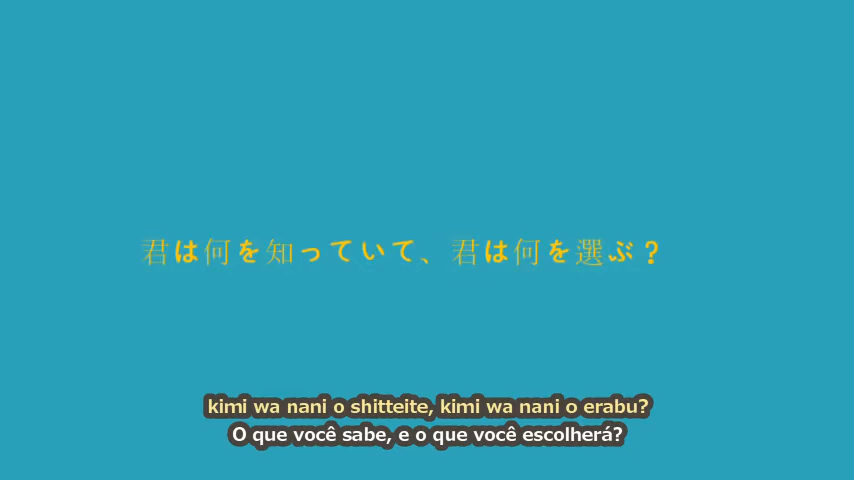 君は何を知っていて、君は何を選ぶ？
kimi wa nani o shitteite, kimi wa nani o erabu?
O que você sabe, e o que você escolherá?